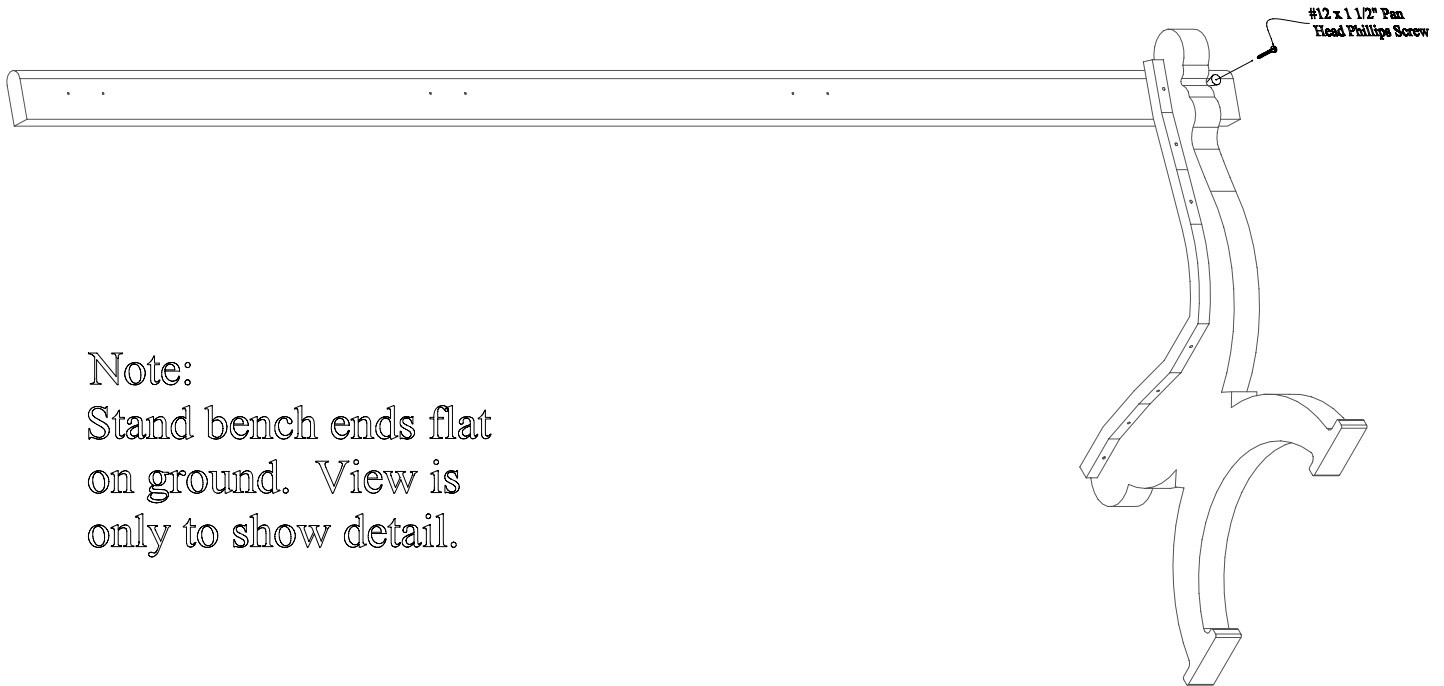 #12 x 1 1/2" Pan
Head Phillips Screw
Note:
Stand bench ends flat
on ground. View is
only to show detail.